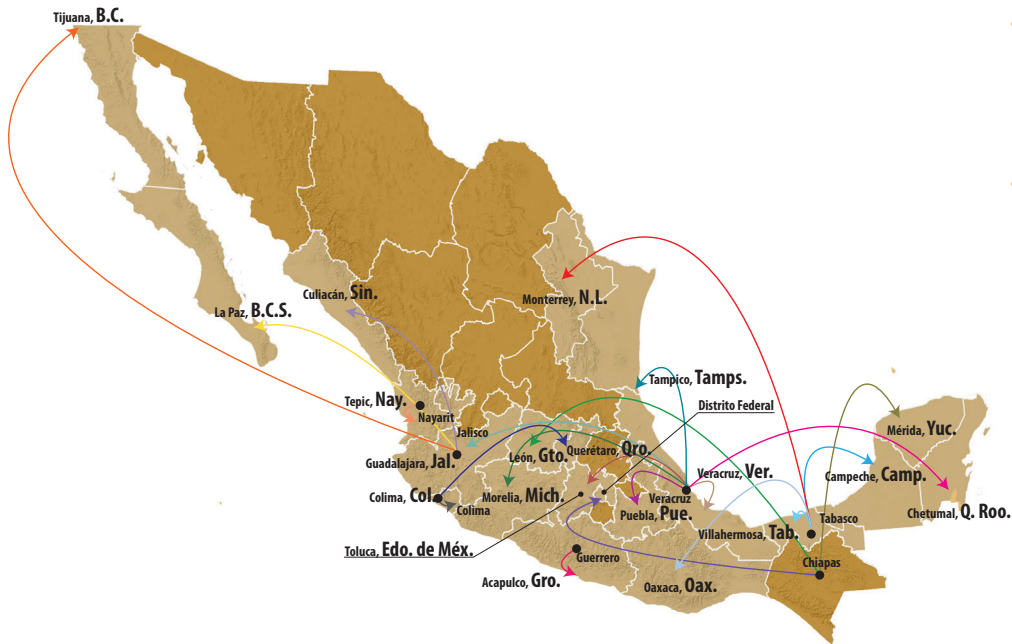 Tijuana, B.C.
Culiacán, Sin.
La Paz, B.C.S.
Monterrey, N.L.
Tampico, Tamps.
Distrito Federal
Tepic, Nay.
Nayarit
Mérida, Yuc.
Jalisco
León, Gto.
Querétaro, Qro.
Guadalajara, Jal.
Veracruz, Ver.
Campeche, Camp.
Colima, Col.
Morelia, Mich.
Veracruz
Colima
Puebla, Pue.
Chetumal, Q. Roo.
Tabasco
Villahermosa, Tab.
Toluca, Edo. de Méx.
Guerrero
Chiapas
Acapulco, Gro.
Oaxaca, Oax.